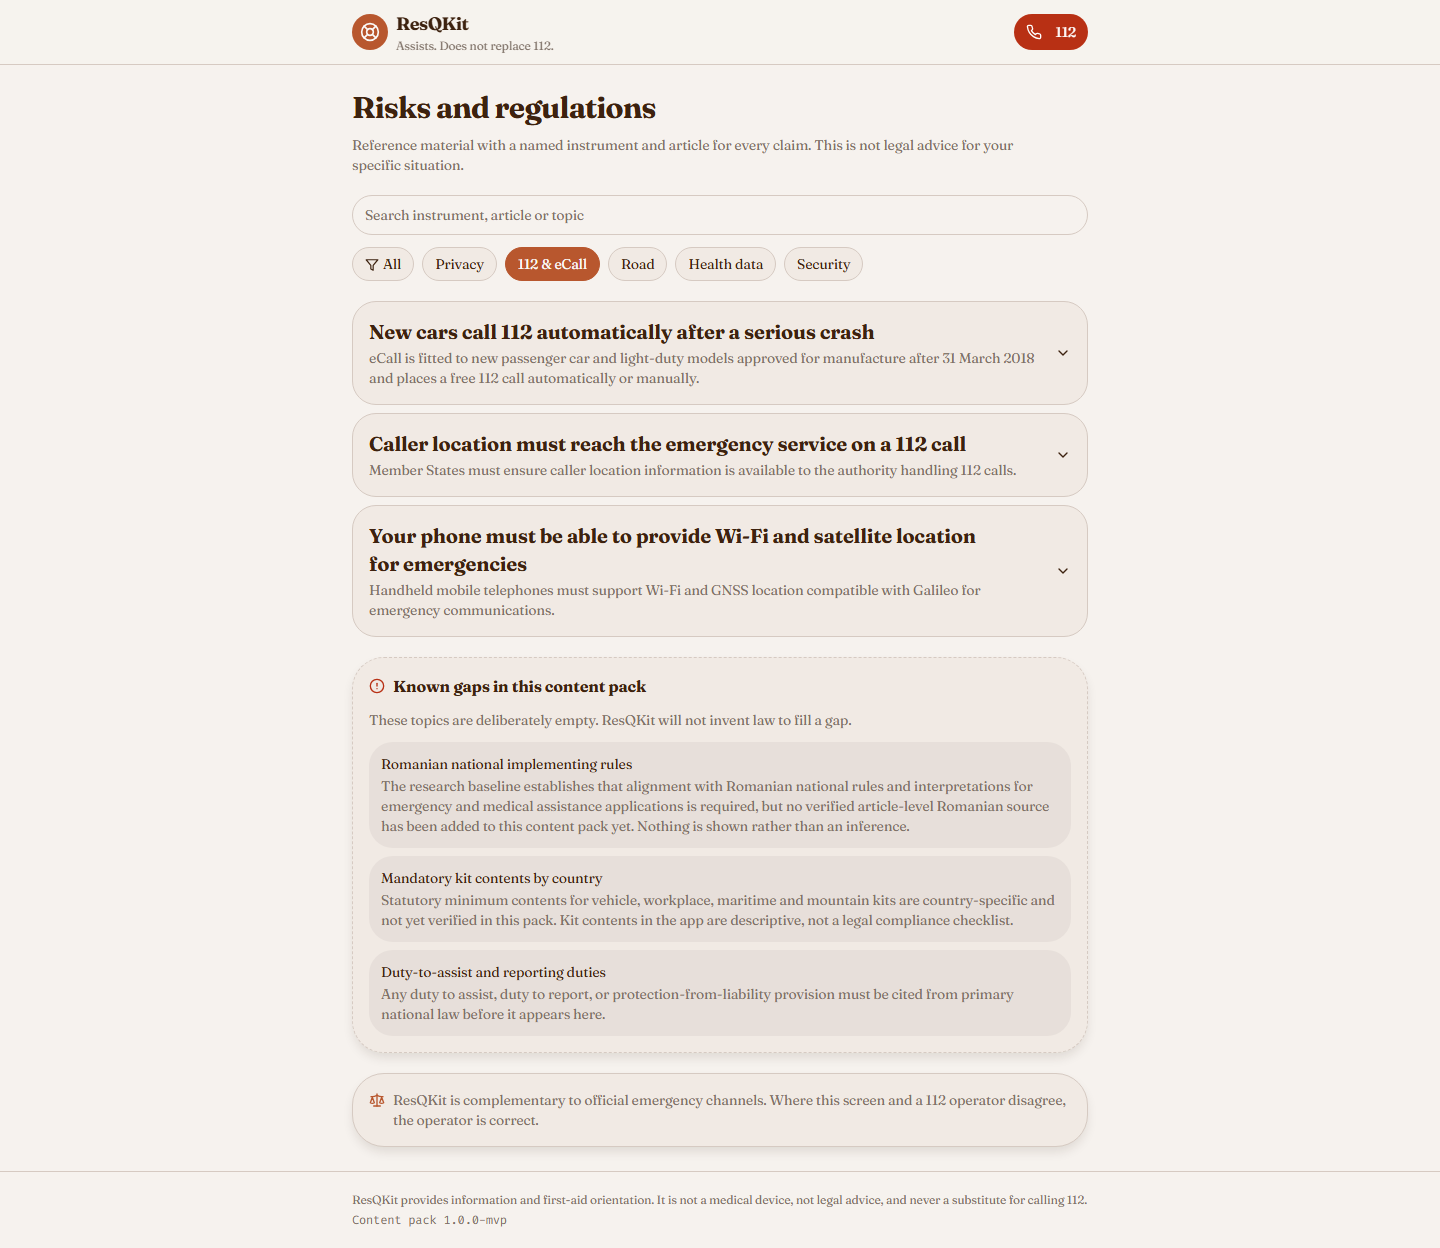 ResQKit
Assists. Does not replace 112.
112
Risks and regulations
Reference material with a named instrument and article for every claim. This is not legal advice for your
specific situation.
Search instrument, article or topic
All
Privacy
112 & eCall
Road
Health data
Security
New cars call 112 automatically after a serious crash
eCall is fitted to new passenger car and light-duty models approved for manufacture after 31 March 2018
and places a free 112 call automatically or manually.
Caller location must reach the emergency service on a 112 call
Member States must ensure caller location information is available to the authority handling 112 calls.
Your phone must be able to provide Wi-Fi and satellite location
for emergencies
Handheld mobile telephones must support Wi-Fi and GNSS location compatible with Galileo for
emergency communications.
Known gaps in this content pack
These topics are deliberately empty. ResQKit will not invent law to fill a gap.
Romanian national implementing rules
The research baseline establishes that alignment with Romanian national rules and interpretations for
emergency and medical assistance applications is required, but no verified article-level Romanian source
has been added to this content pack yet. Nothing is shown rather than an inference.
Mandatory kit contents by country
Statutory minimum contents for vehicle, workplace, maritime and mountain kits are country-specific and
not yet verified in this pack. Kit contents in the app are descriptive, not a legal compliance checklist.
Duty-to-assist and reporting duties
Any duty to assist, duty to report, or protection-from-liability provision must be cited from primary
national law before it appears here.
ResQKit is complementary to official emergency channels. Where this screen and a 112 operator disagree,
the operator is correct.
ResQKit provides information and first-aid orientation. It is not a medical device, not legal advice, and never a substitute for calling 112.
Content pack 1.0.0-mvp